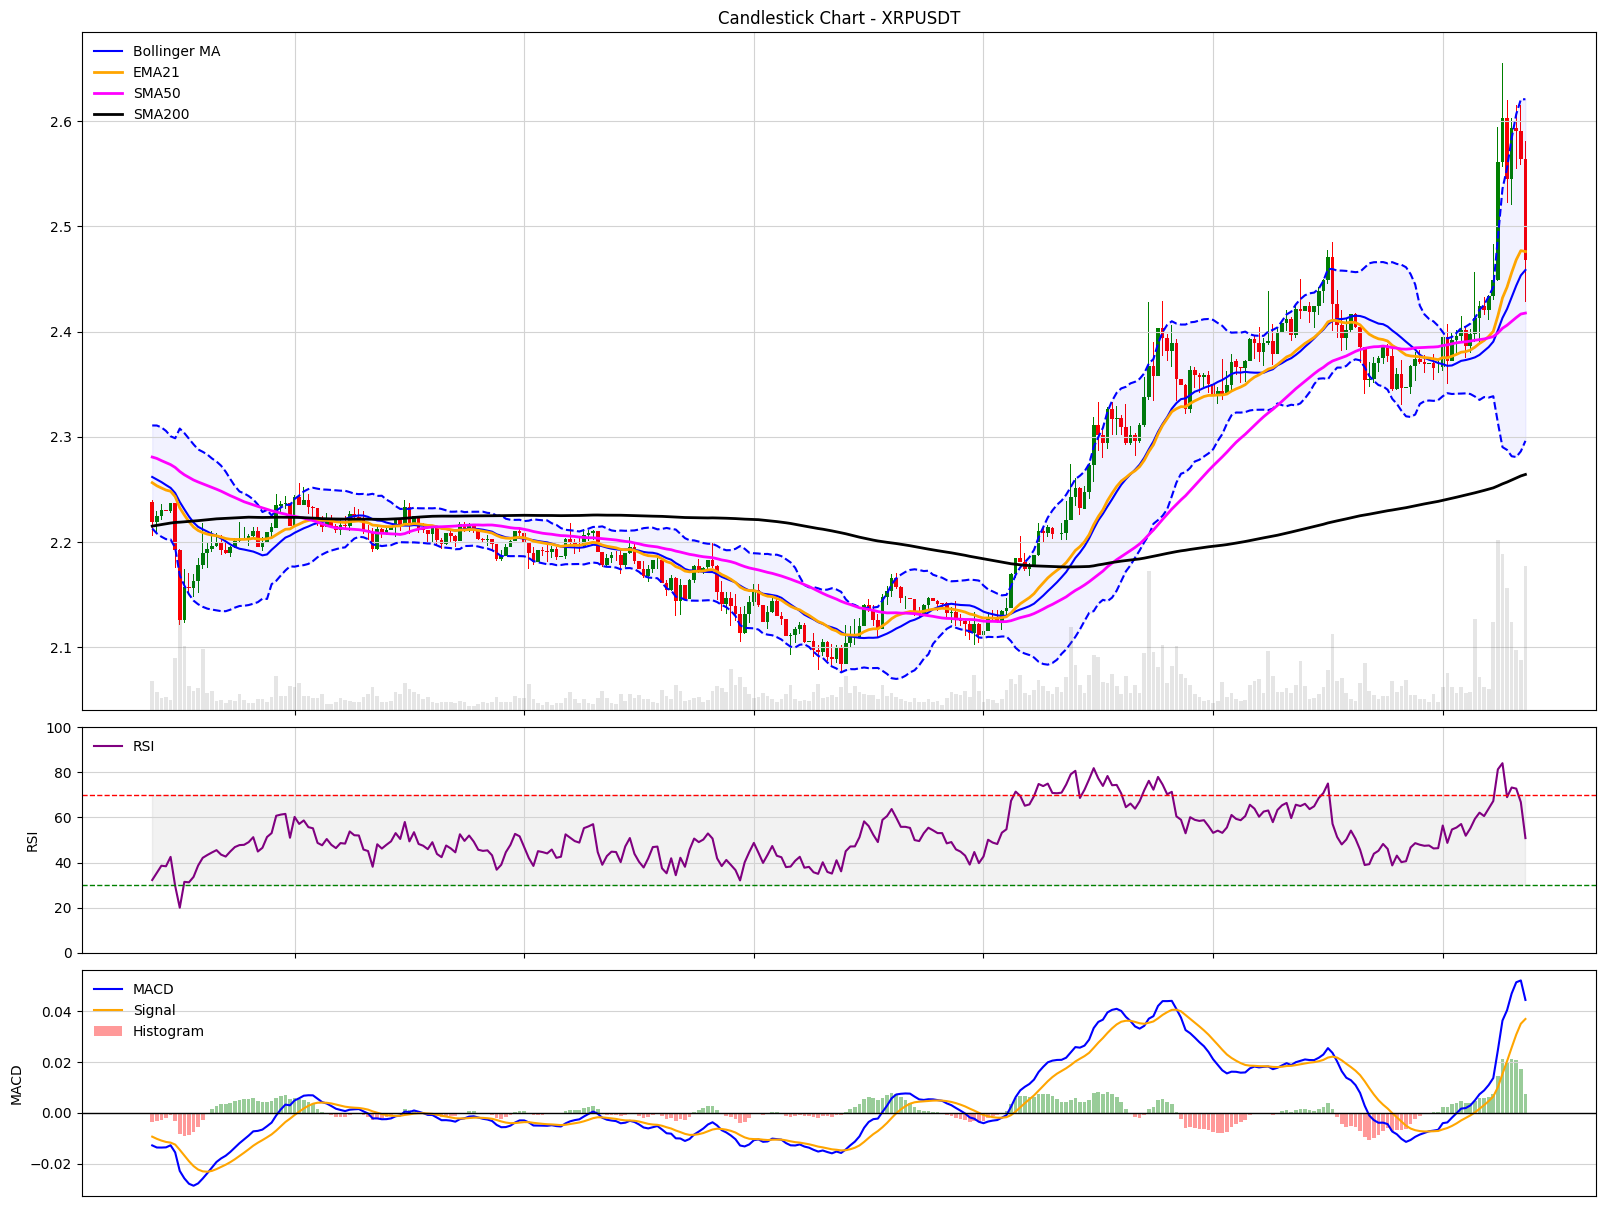 Candlestick Chart - XRPUSDT
Bollinger MA
EMA21
SMA50
SMA200
2.6
2.5
2.4
2.3
2.2
2.1
100
RSI
80
60
RSI
40
20
0
MACD
Signal
Histogram
0.04
0.02
MACD
0.00
−0.02